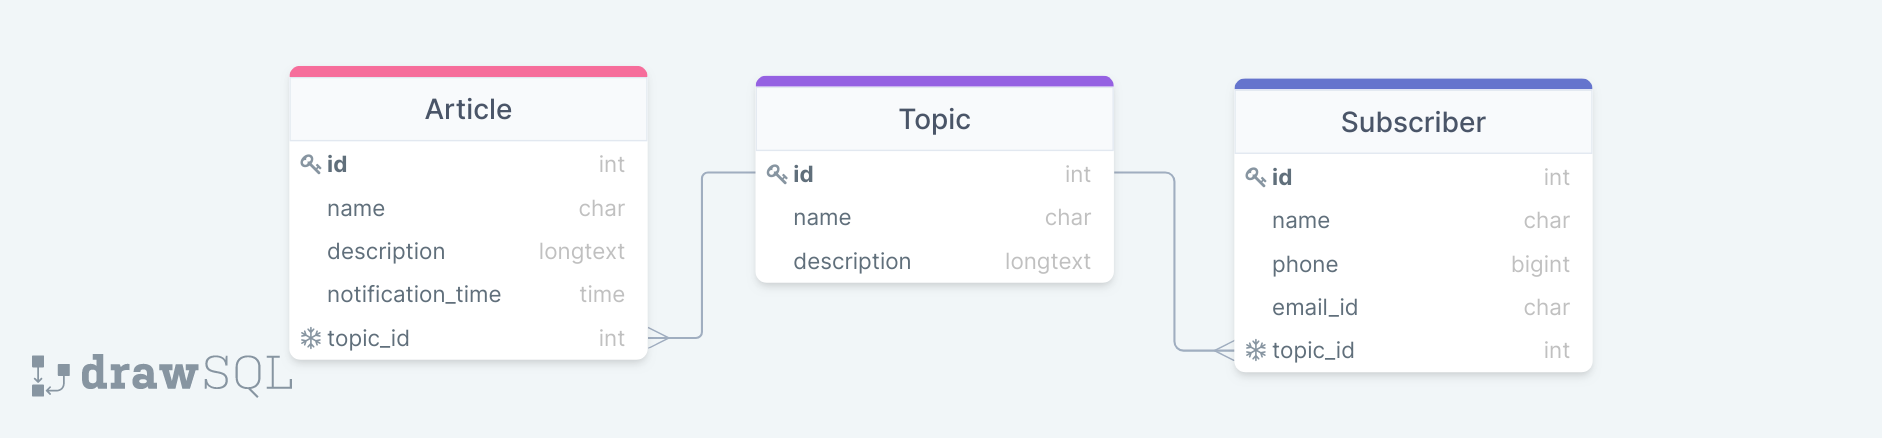 Article
id int
name char
description longtext
notification_time time
topic_id int
Topic
id int
name char
description longtext
Subscriber
id int
name char
phone bigint
email_id char
topic_id int
drawSQL